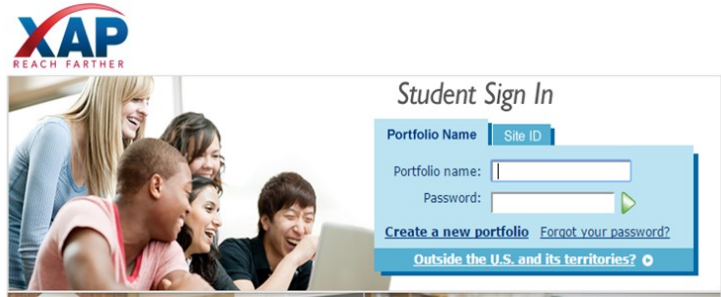 XAP
REACH FARTHER
Student Sign In
Portfolio Name Site ID
Portfolio name:
Password:
Create a new portfolio Forgot your password?
Outside the U.S. and its territories?